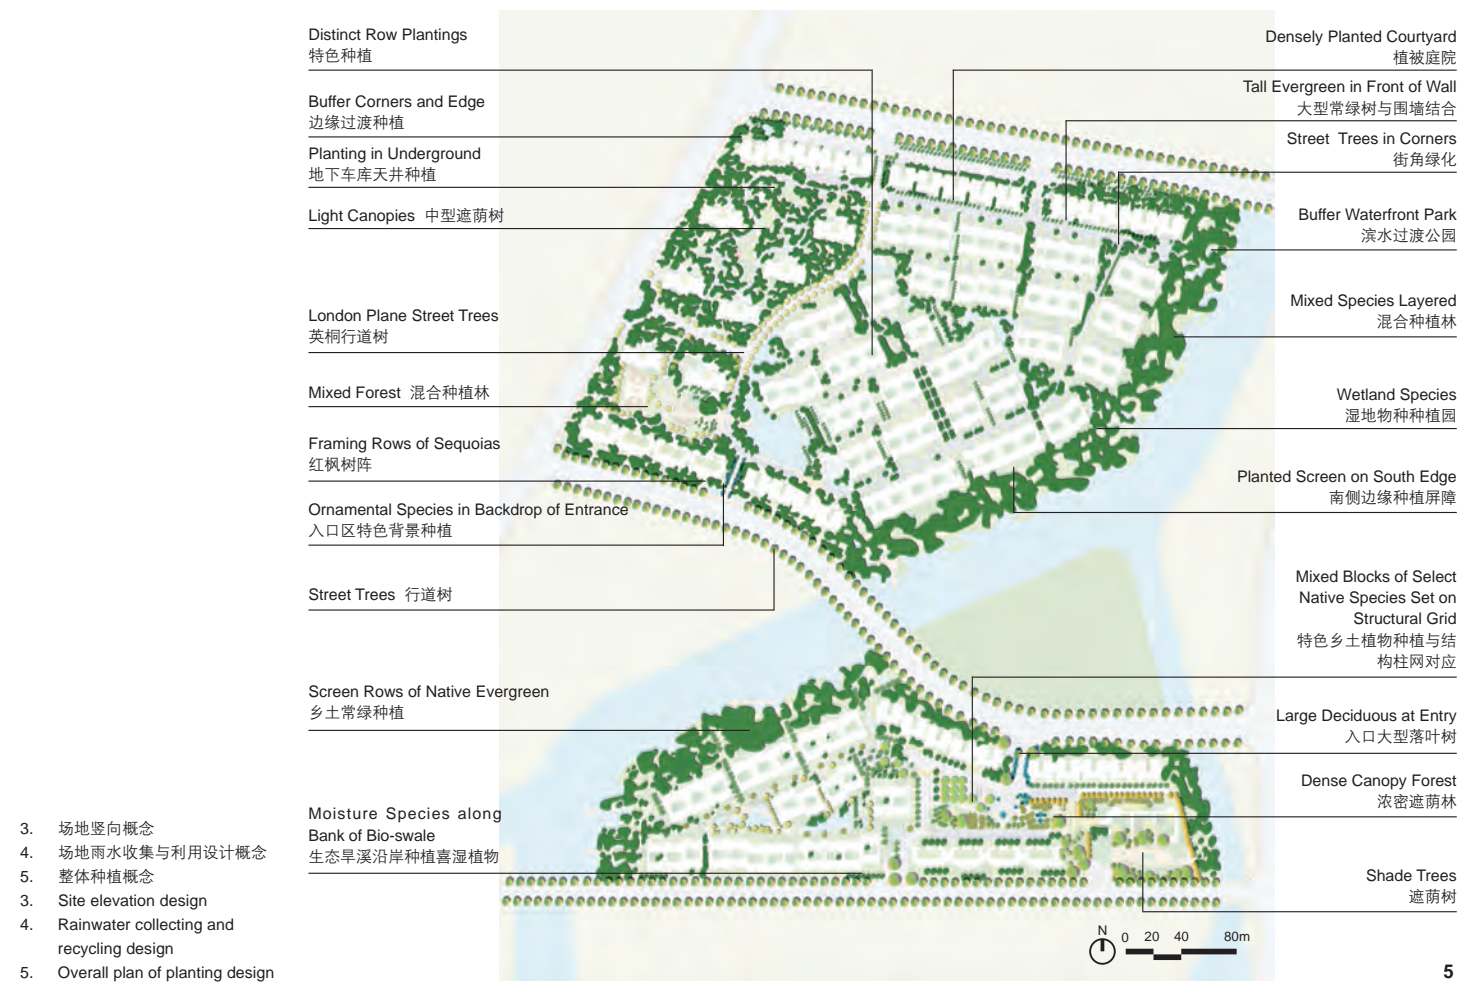 Distinct Row Plantings
特色种植
Buffer Corners and Edge
边缘过渡种植
Planting in Underground
地下车库天井种植
Light Canopies 中型遮荫树
London Plane Street Trees
英桐行道树
Mixed Forest 混合种植林
Framing Rows of Sequoias
红枫树阵
Ornamental Species in Backdrop of Entrance
入口区特色背景种植
Street Trees 行道树
Screen Rows of Native Evergreen
乡土常绿种植
Moisture Species along
Bank of Bio-swale
生态旱溪沿岸种植喜湿植物
Densely Planted Courtyard
植被庭院
Tall Evergreen in Front of Wall
大型常绿树与围墙结合
Street Trees in Corners
街角绿化
Buffer Waterfront Park
滨水过渡公园
Mixed Species Layered
混合种植林
Wetland Species
湿地物种种植园
Planted Screen on South Edge
南侧边缘种植屏障
Mixed Blocks of Select
Native Species Set on
Structural Grid
特色乡土植物种植与结
构柱网对应
Large Deciduous at Entry
入口大型落叶树
Dense Canopy Forest
浓密遮荫林
Shade Trees
遮荫树
N 0 20 40 80m
3. 场地竖向概念
4. 场地雨水收集与利用设计概念
5. 整体种植概念
3. Site elevation design
4. Rainwater collecting and
recycling design
5. Overall plan of planting design
5